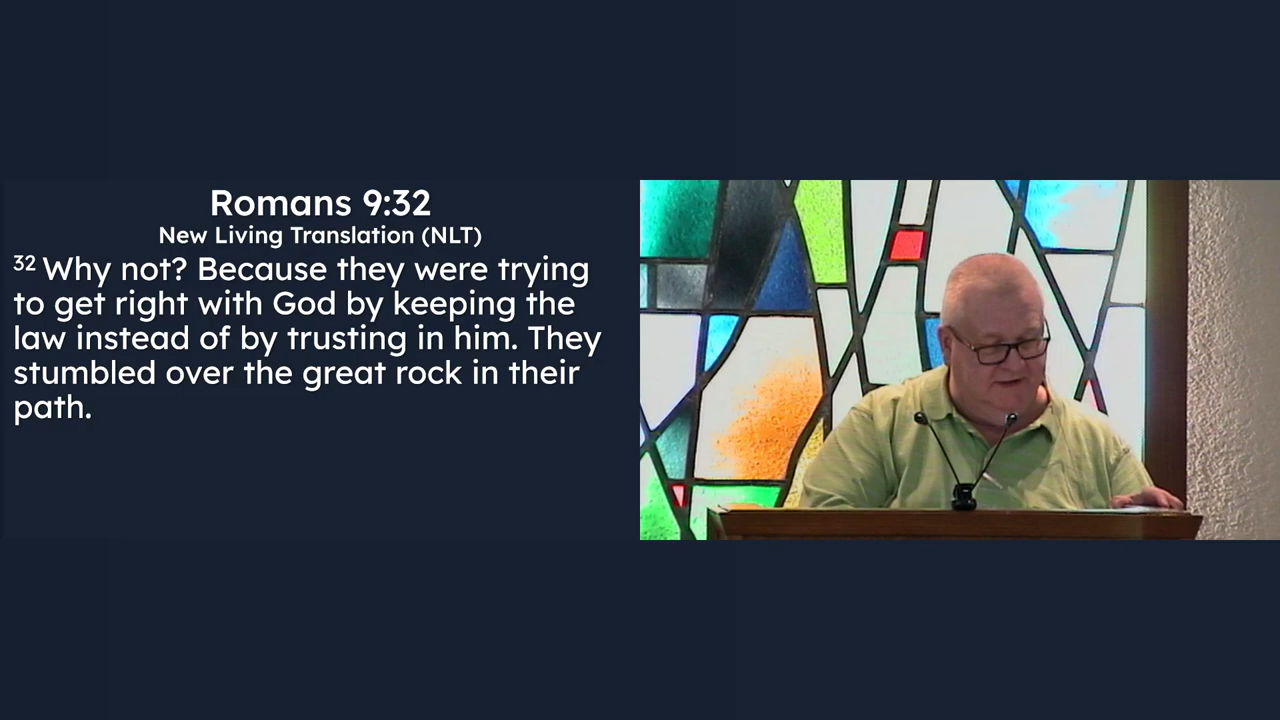 Romans 9:32
New Living Translation (NLT)
32 Why not? Because they were trying
to get right with God by keeping the
law instead of by trusting in him. They
stumbled over the great rock in their
path.